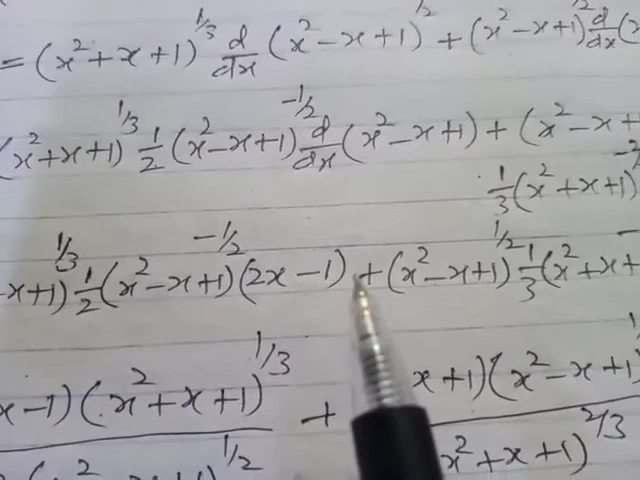 = (x²+x+1)^1/3 d/dx (x²-x+1)^1/2 + (x²-x+1)^1/2 d/dx (
(x²+x+1)^1/3 1/2 (x²-x+1)^-1/2 d/dx (x²-x+1) + (x²-x+
1/3 (x²+x+1)
x+1)^1/3 1/2 (x²-x+1)^-1/2 (2x-1) + (x²-x+1)^1/2 1/3 (x²+x+
x-1)(x²+x+1)^1/3 + x+1)(x²-x+1)
^1/2 x²+x+1)^2/3